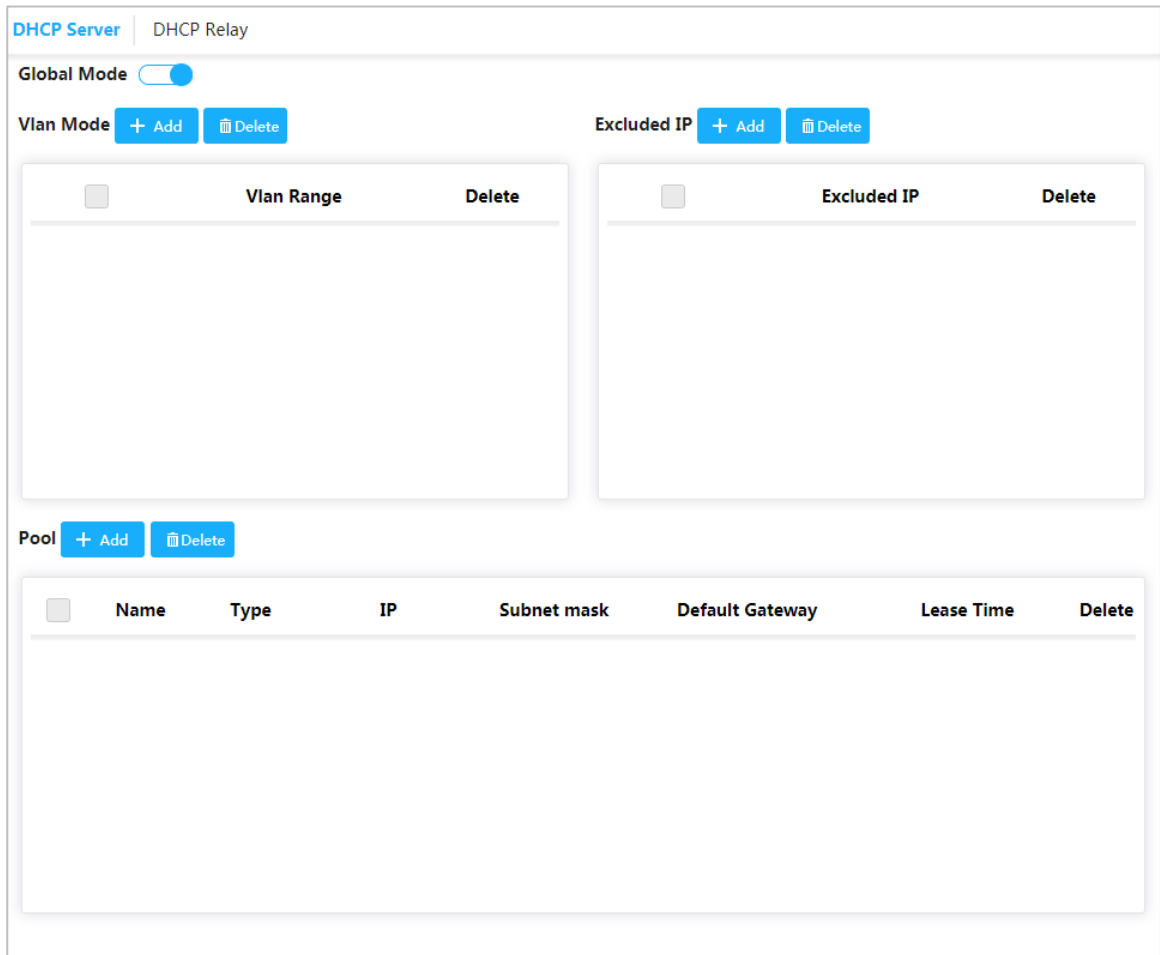 DHCP Server DHCP Relay
Global Mode
Vlan Mode + Add Delete Excluded IP + Add Delete
Vlan Range Delete Excluded IP Delete
Pool + Add Delete
Name Type IP Subnet mask Default Gateway Lease Time Delete